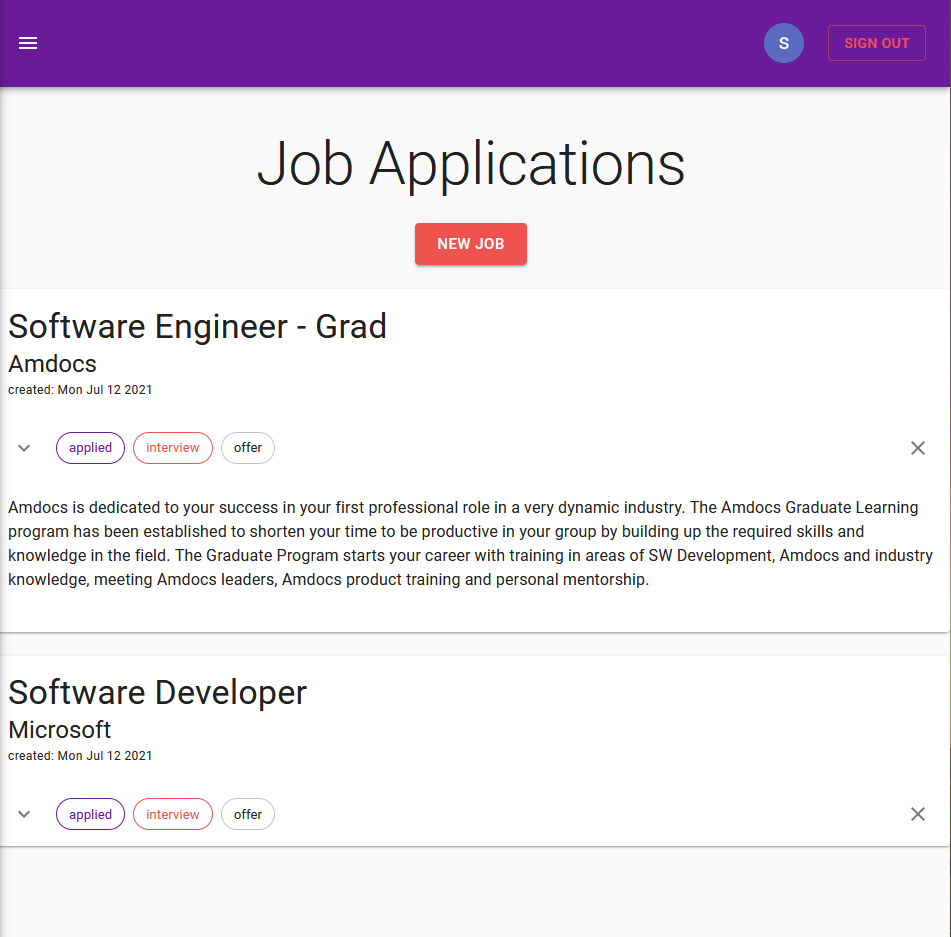 S
SIGN OUT
Job Applications
NEW JOB
Software Engineer - Grad
Amdocs
created: Mon Jul 12 2021
applied interview offer
Amdocs is dedicated to your success in your first professional role in a very dynamic industry. The Amdocs Graduate Learning
program has been established to shorten your time to be productive in your group by building up the required skills and
knowledge in the field. The Graduate Program starts your career with training in areas of SW Development, Amdocs and industry
knowledge, meeting Amdocs leaders, Amdocs product training and personal mentorship.
Software Developer
Microsoft
created: Mon Jul 12 2021
applied interview offer